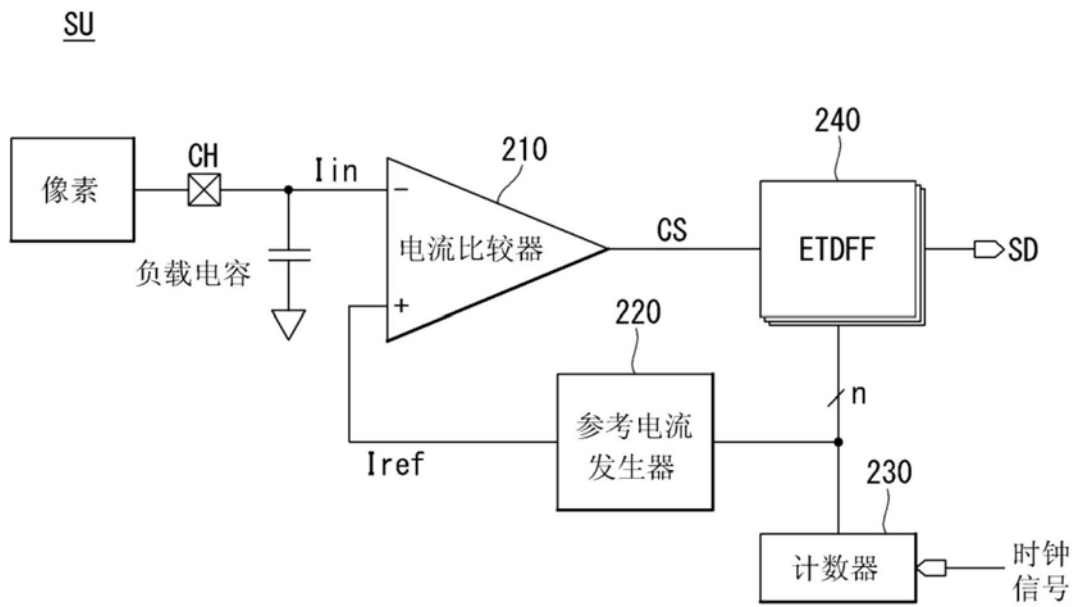 SU
240
210
CH
Iin
像素
−
电流比较器
CS
ETDFF
SD
负载电容
+
220
n
参考电流
发生器
Iref
230
计数器
时钟
信号